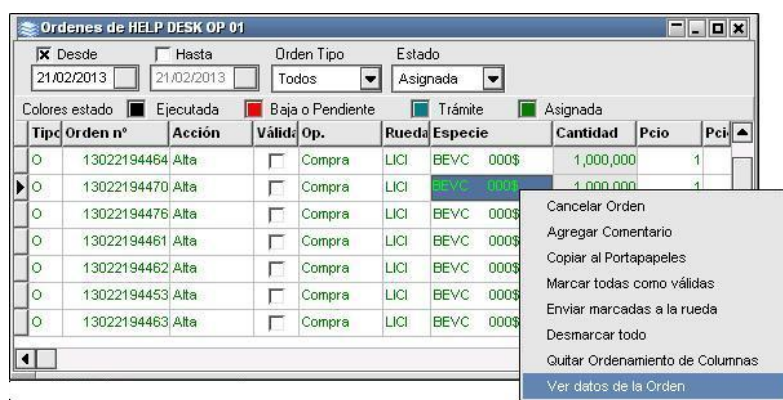 Ordenes de HELP DESK OP 01
Desde Hasta Orden Tipo Estado
21/02/2013 21/02/2013 Todos Asignada
Colores estado Ejecutada Baja o Pendiente Trámite Asignada
Tipo Orden nº Acción Válida Op. Rueda Especie Cantidad Pcio Pci
O 13022194464 Alta Compra LICI BEVC 000$ 1,000,000 1
O 13022194470 Alta Compra LICI BEVC 000$ 1,000,000 1
O 13022194476 Alta Compra LICI BEVC 000$
O 13022194461 Alta Compra LICI BEVC 000$
O 13022194462 Alta Compra LICI BEVC 000$
O 13022194453 Alta Compra LICI BEVC 000$
O 13022194463 Alta Compra LICI BEVC 000$
Cancelar Orden
Agregar Comentario
Copiar al Portapapeles
Marcar todas como válidas
Enviar marcadas a la rueda
Desmarcar todo
Quitar Ordenamiento de Columnas
Ver datos de la Orden